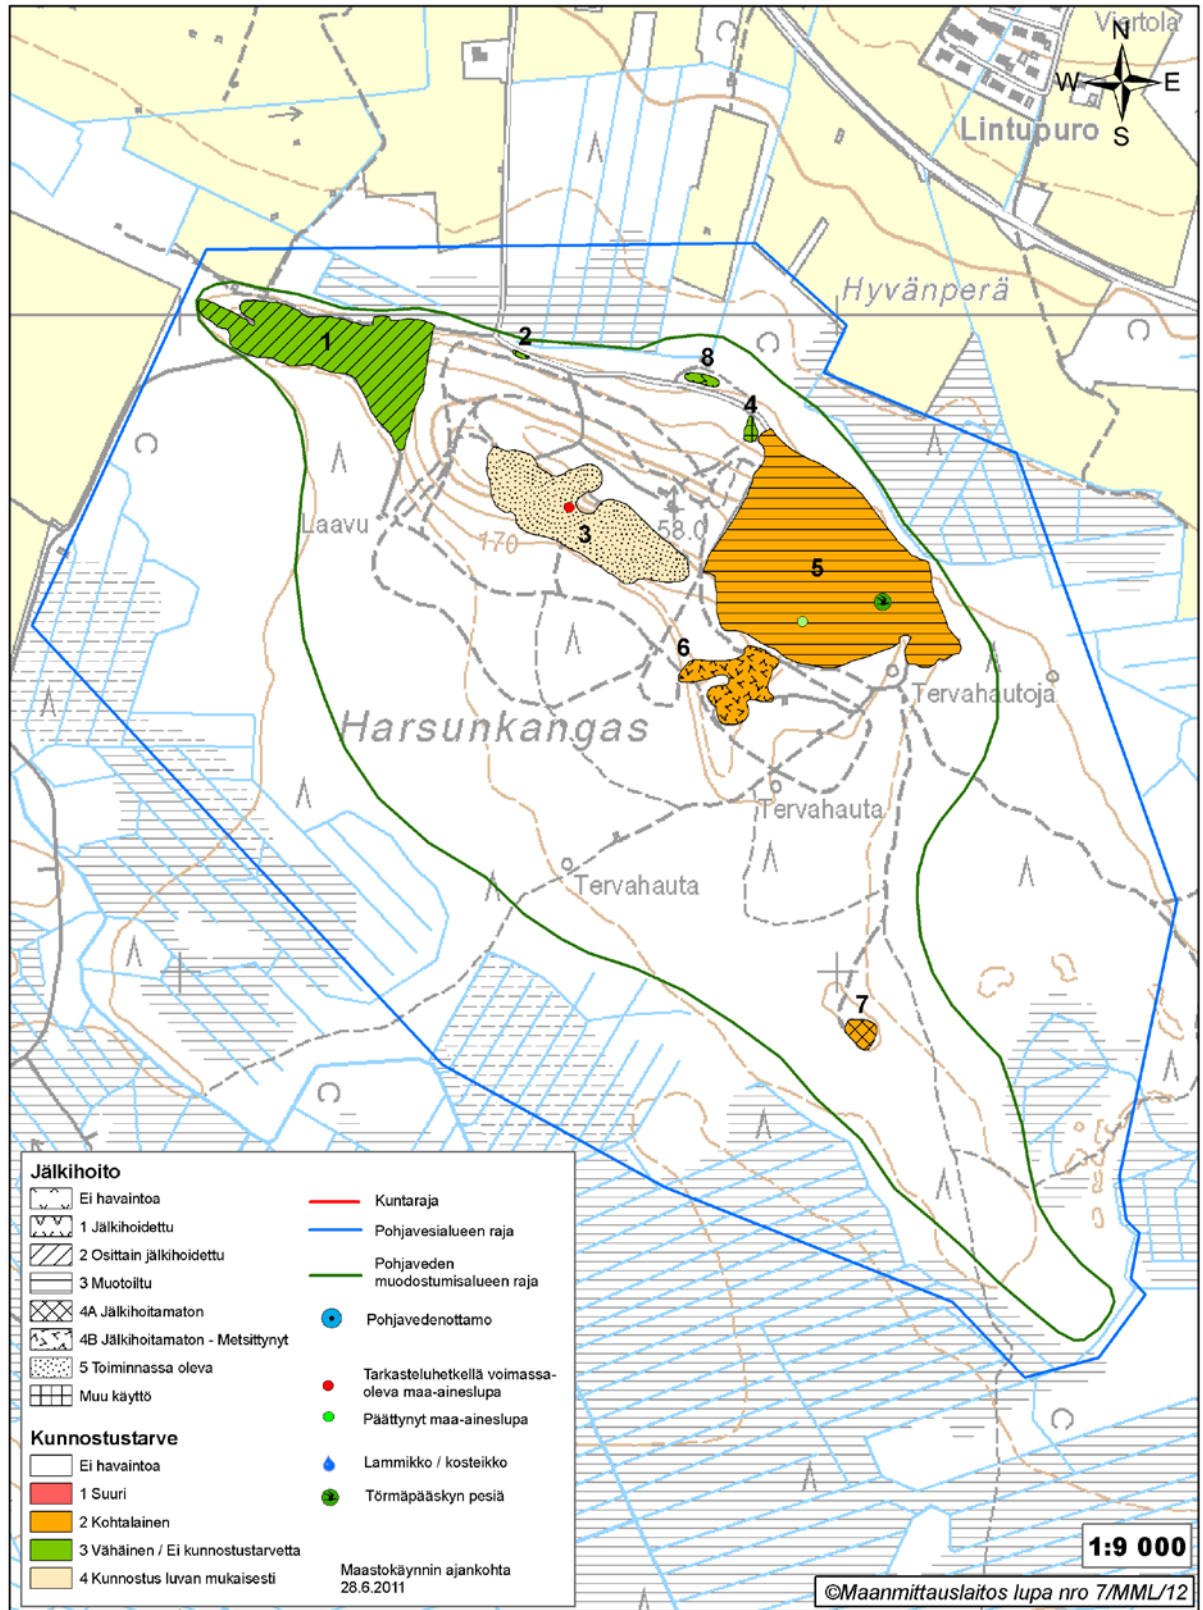 Viertola
N
W E
S
Lintupuro
Hyvänperä
1
2
8
4
Laavu
170
3
58.0
5
6
Tervahautoja
Harsunkangas
Tervahauta
Tervahauta
7
Jälkihoito
Ei havaintoa
1 Jälkihoidettu
2 Osittain jälkihoidettu
3 Muotoiltu
4A Jälkihoitamaton
4B Jälkihoitamaton - Metsittynyt
5 Toiminnassa oleva
Muu käyttö
Kunnostustarve
Ei havaintoa
1 Suuri
2 Kohtalainen
3 Vähäinen / Ei kunnostustarvetta
4 Kunnostus luvan mukaisesti
Kuntaraja
Pohjavesialueen raja
Pohjaveden
muodostumisalueen raja
Pohjavedenottamo
Tarkasteluhetkellä voimassa-
oleva maa-aineslupa
Päättynyt maa-aineslupa
Lammikko / kosteikko
Törmäpääskyn pesiä
Maastokäynnin ajankohta
28.6.2011
1:9 000
©Maanmittauslaitos lupa nro 7/MML/12